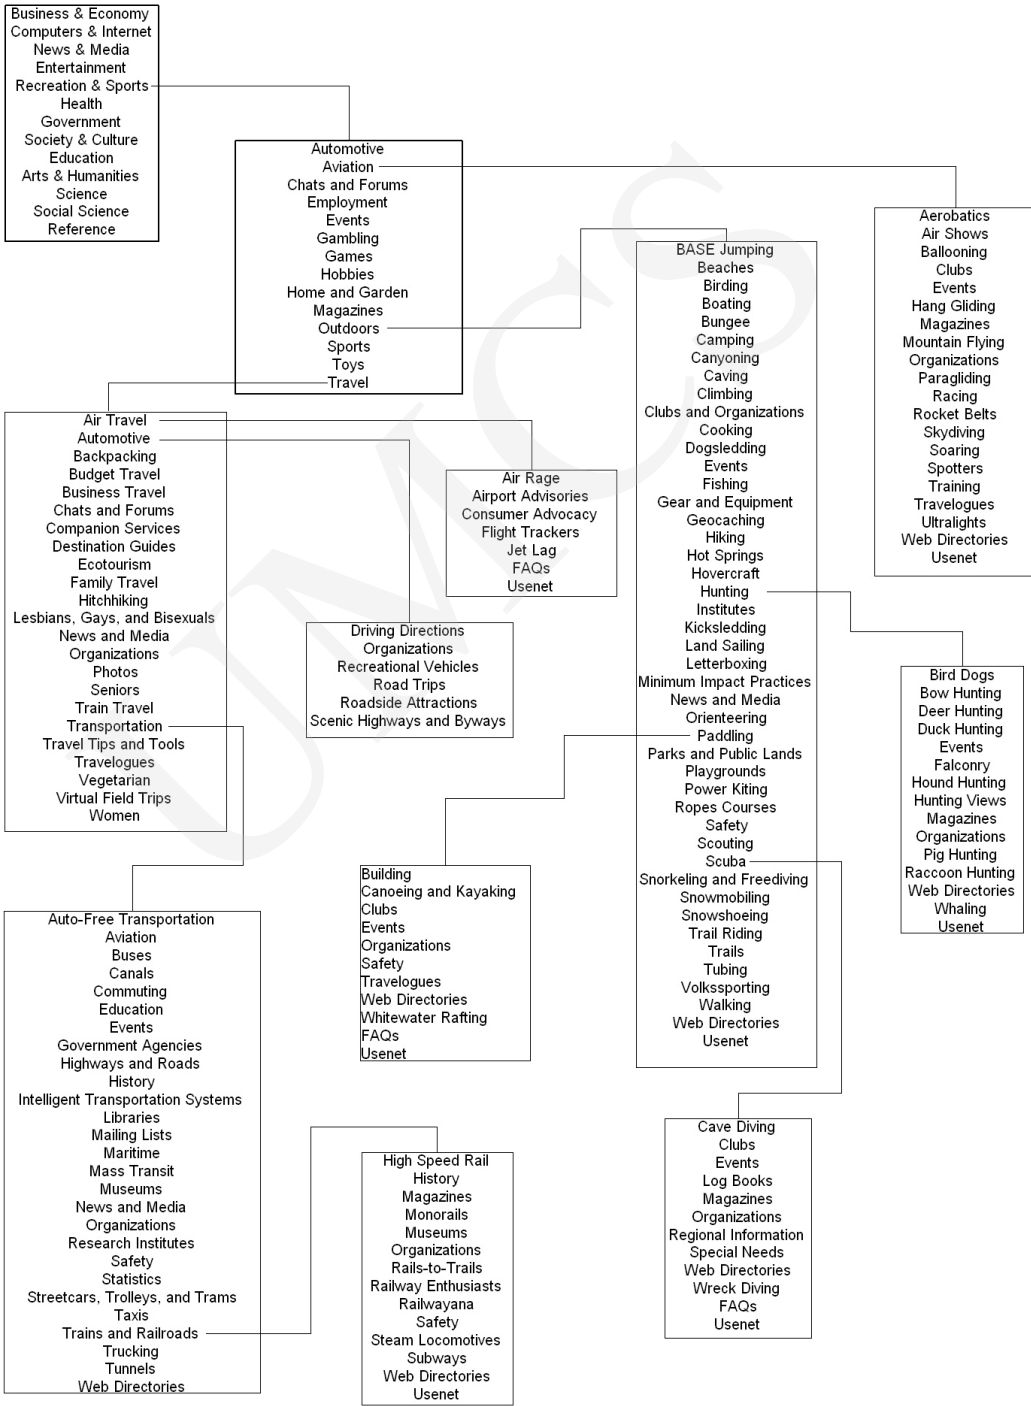 Business & Economy
Computers & Internet
News & Media
Entertainment
Recreation & Sports
Health
Government
Society & Culture
Education
Arts & Humanities
Science
Social Science
Reference
Automotive
Aviation
Chats and Forums
Employment
Events
Gambling
Games
Hobbies
Home and Garden
Magazines
Outdoors
Sports
Toys
Travel
Aerobatics
Air Shows
Ballooning
Clubs
Events
Hang Gliding
Magazines
Mountain Flying
Organizations
Paragliding
Racing
Rocket Belts
Skydiving
Soaring
Spotters
Training
Travelogues
Ultralights
Web Directories
Usenet
BASE Jumping
Beaches
Birding
Boating
Bungee
Camping
Canyoning
Caving
Climbing
Clubs and Organizations
Cooking
Dogsledding
Events
Fishing
Gear and Equipment
Geocaching
Hiking
Hot Springs
Hovercraft
Hunting
Institutes
Kicksledding
Land Sailing
Letterboxing
Minimum Impact Practices
News and Media
Orienteering
Paddling
Parks and Public Lands
Playgrounds
Power Kiting
Ropes Courses
Safety
Scouting
Scuba
Snorkeling and Freediving
Snowmobiling
Snowshoeing
Trail Riding
Trails
Tubing
Volkssporting
Walking
Web Directories
Usenet
Air Travel
Automotive
Backpacking
Budget Travel
Business Travel
Chats and Forums
Companion Services
Destination Guides
Ecotourism
Family Travel
Hitchhiking
Lesbians, Gays, and Bisexuals
News and Media
Organizations
Photos
Seniors
Train Travel
Transportation
Travel Tips and Tools
Travelogues
Vegetarian
Virtual Field Trips
Women
Air Rage
Airport Advisories
Consumer Advocacy
Flight Trackers
Jet Lag
FAQs
Usenet
Driving Directions
Organizations
Recreational Vehicles
Road Trips
Roadside Attractions
Scenic Highways and Byways
Bird Dogs
Bow Hunting
Deer Hunting
Duck Hunting
Events
Falconry
Hound Hunting
Hunting Views
Magazines
Organizations
Pig Hunting
Raccoon Hunting
Web Directories
Whaling
Usenet
Building
Canoeing and Kayaking
Clubs
Events
Organizations
Safety
Travelogues
Web Directories
Whitewater Rafting
FAQs
Usenet
Auto-Free Transportation
Aviation
Buses
Canals
Commuting
Education
Events
Government Agencies
Highways and Roads
History
Intelligent Transportation Systems
Libraries
Mailing Lists
Maritime
Mass Transit
Museums
News and Media
Organizations
Research Institutes
Safety
Statistics
Streetcars, Trolleys, and Trams
Taxis
Trains and Railroads
Trucking
Tunnels
Web Directories
High Speed Rail
History
Magazines
Monorails
Museums
Organizations
Rails-to-Trails
Railway Enthusiasts
Railwayana
Safety
Steam Locomotives
Subways
Web Directories
Usenet
Cave Diving
Clubs
Events
Log Books
Magazines
Organizations
Regional Information
Special Needs
Web Directories
Wreck Diving
FAQs
Usenet
UMCS